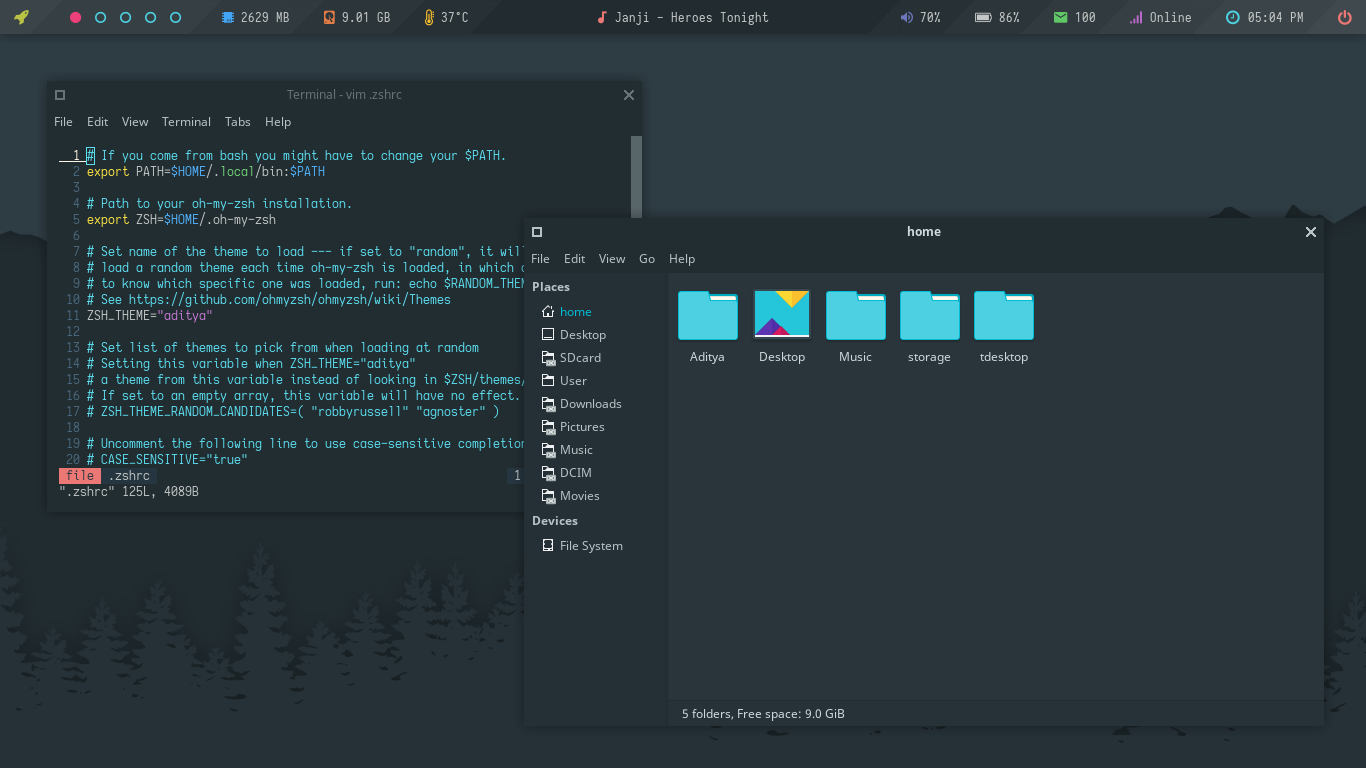 2629 MB 9.01 GB 37°C Janji - Heroes Tonight 70% 86% 100 Online 05:04 PM
Terminal - vim .zshrc
File Edit View Terminal Tabs Help
1 # If you come from bash you might have to change your $PATH.
2 export PATH=$HOME/.local/bin:$PATH
3
4 # Path to your oh-my-zsh installation.
5 export ZSH=$HOME/.oh-my-zsh
6
7 # Set name of the theme to load --- if set to "random", it will
8 # load a random theme each time oh-my-zsh is loaded, in which
9 # to know which specific one was loaded, run: echo $RANDOM_THEM
10 # See https://github.com/ohmyzsh/ohmyzsh/wiki/Themes
11 ZSH_THEME="aditya"
12
13 # Set list of themes to pick from when loading at random
14 # Setting this variable when ZSH_THEME="aditya"
15 # a theme from this variable instead of looking in $ZSH/themes/
16 # If set to an empty array, this variable will have no effect.
17 # ZSH_THEME_RANDOM_CANDIDATES=( "robbyrussell" "agnoster" )
18
19 # Uncomment the following line to use case-sensitive completion
20 # CASE_SENSITIVE="true"
file .zshrc 1
".zshrc" 125L, 4089B
home
File Edit View Go Help
Places
home
Desktop
SDcard
User
Downloads
Pictures
Music
DCIM
Movies
Devices
File System
Aditya Desktop Music storage tdesktop
5 folders, Free space: 9.0 GiB